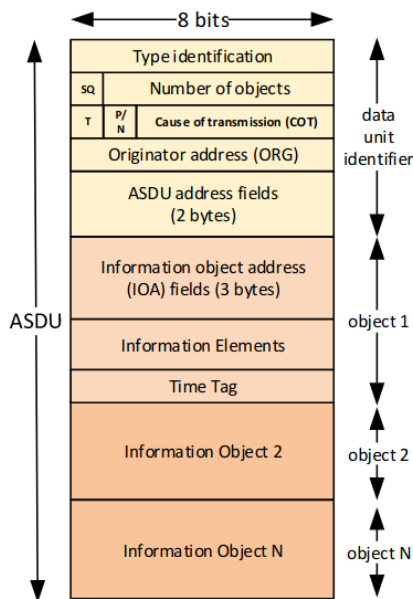 8 bits
Type identification
SQ
Number of objects
T
P/
N
Cause of transmission (COT)
Originator address (ORG)
ASDU address fields
(2 bytes)
data
unit
identifier
Information object address
(IOA) fields (3 bytes)
ASDU
object 1
Information Elements
Time Tag
Information Object 2
object 2
Information Object N
object N